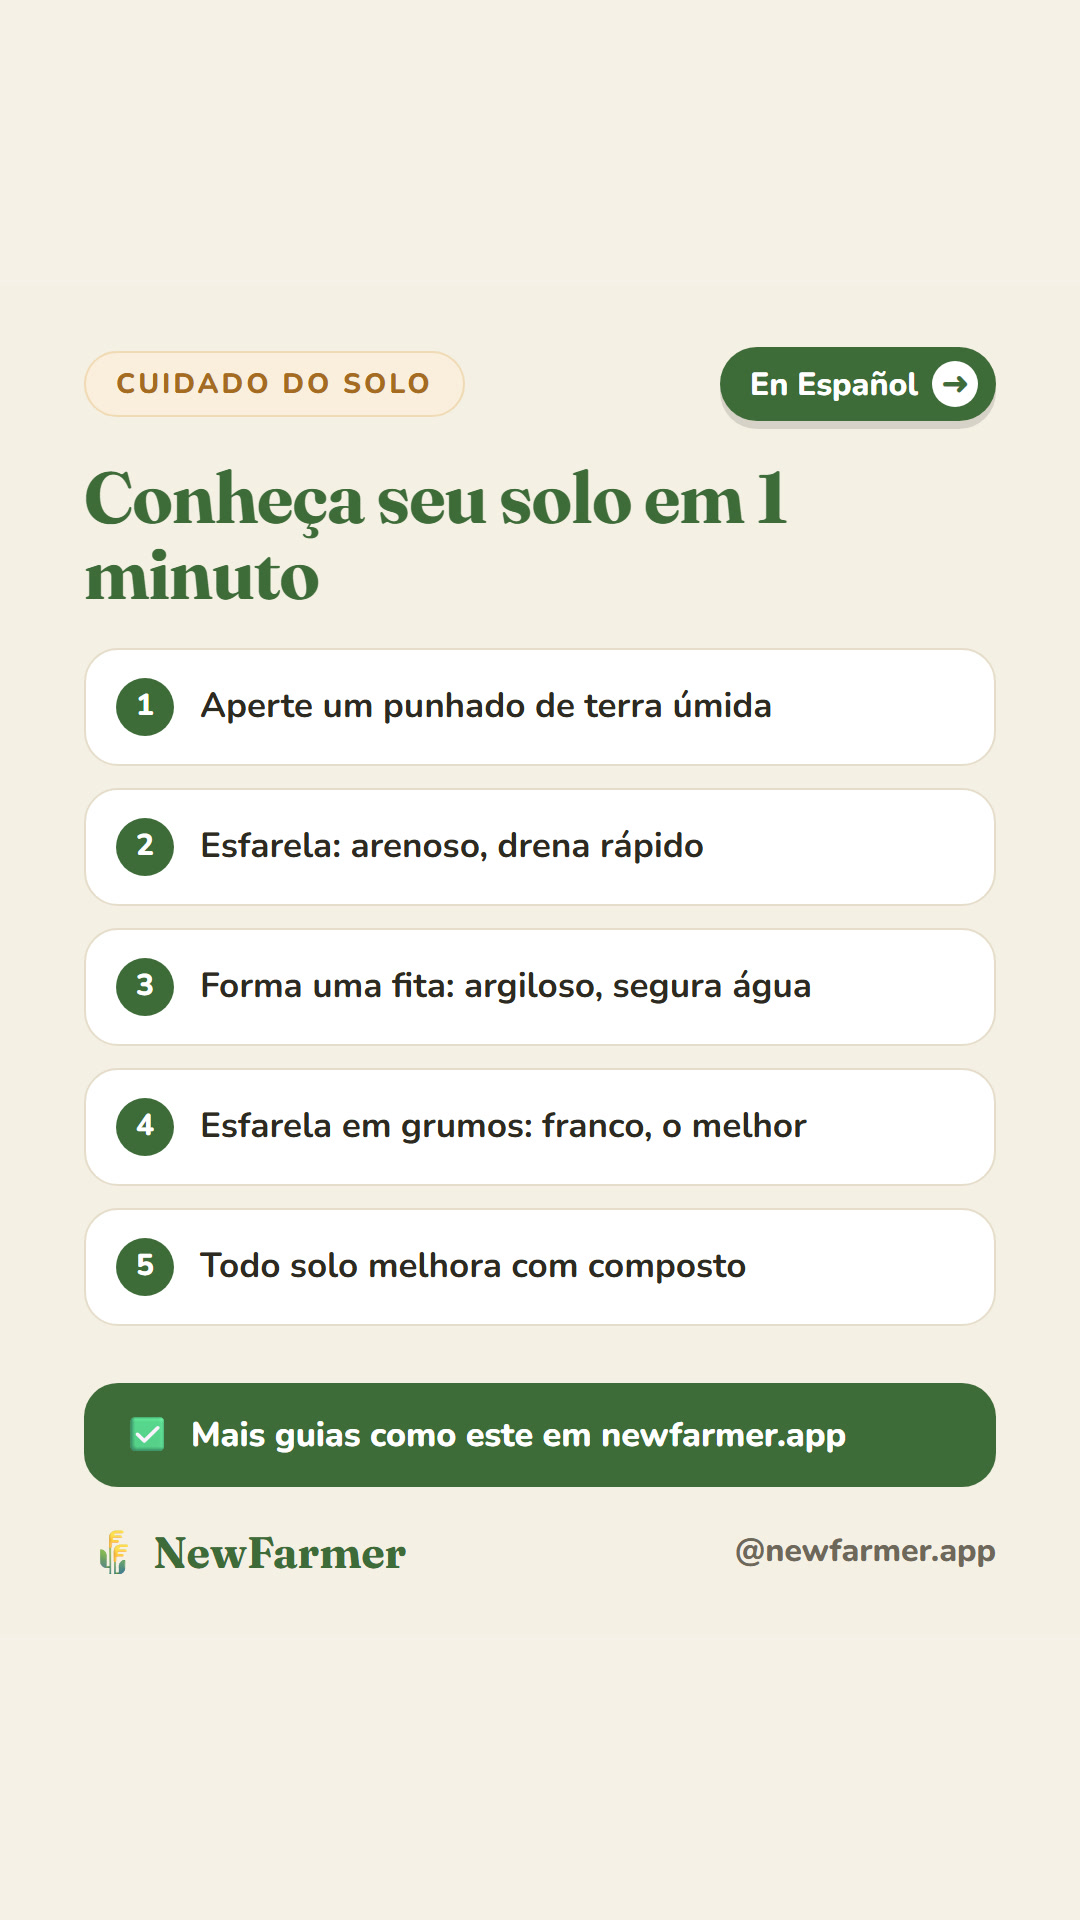 CUIDADO DO SOLO
En Español
Conheça seu solo em 1
minuto
1 Aperte um punhado de terra úmida
2 Esfarela: arenoso, drena rápido
3 Forma uma fita: argiloso, segura água
4 Esfarela em grumos: franco, o melhor
5 Todo solo melhora com composto
Mais guias como este em newfarmer.app
NewFarmer
@newfarmer.app